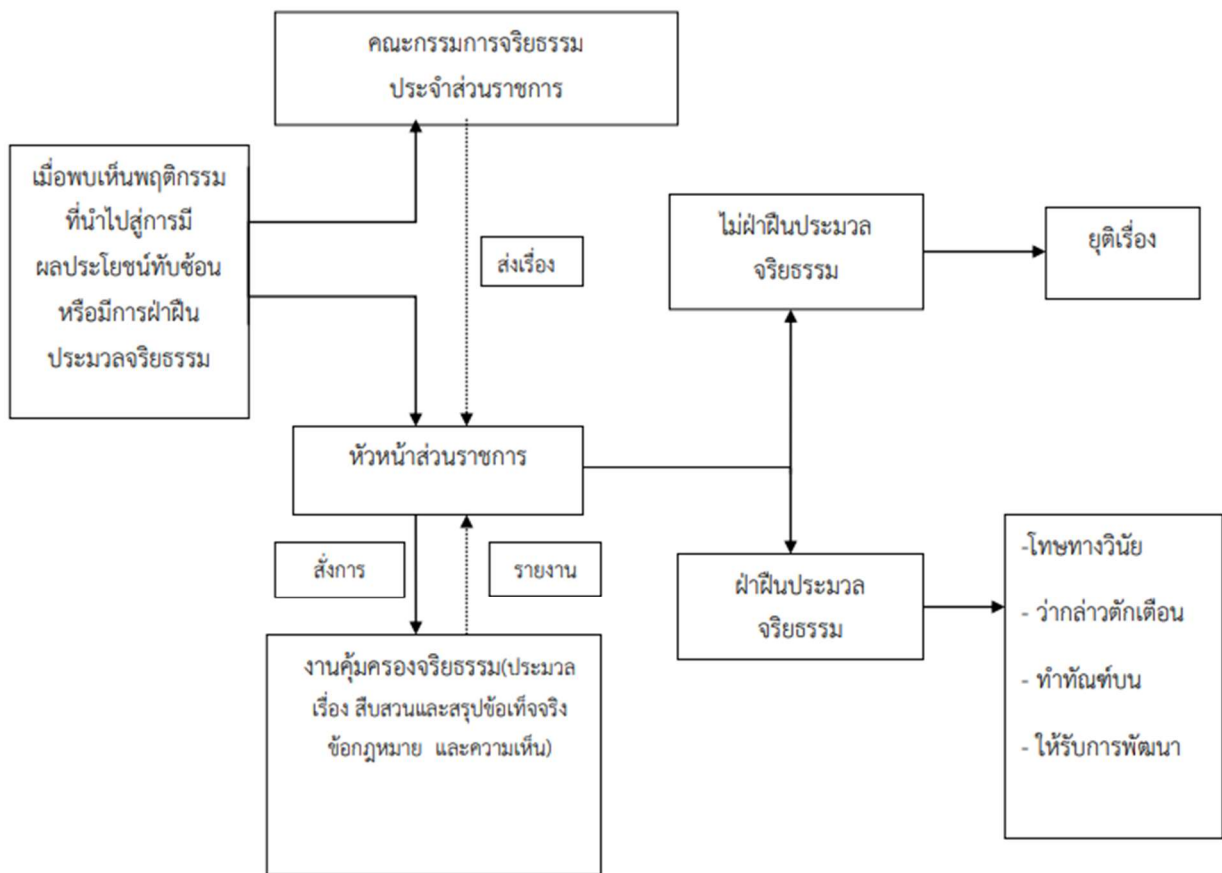 คณะกรรมการจริยธรรม
ประจำส่วนราชการ
เมื่อพบเห็นพฤติกรรม
ที่นำไปสู่การมี
ผลประโยชน์ทับซ้อน
หรือมีการฝ่าฝืน
ประมวลจริยธรรม
ส่งเรื่อง
ไม่ฝ่าฝืนประมวล
จริยธรรม
ยุติเรื่อง
หัวหน้าส่วนราชการ
สั่งการ
รายงาน
ฝ่าฝืนประมวล
จริยธรรม
-โทษทางวินัย
- ว่ากล่าวตักเตือน
- ทำทัณฑ์บน
- ให้รับการพัฒนา
งานคุ้มครองจริยธรรม(ประมวล
เรื่อง สืบสวนและสรุปข้อเท็จจริง
ข้อกฎหมาย และความเห็น)